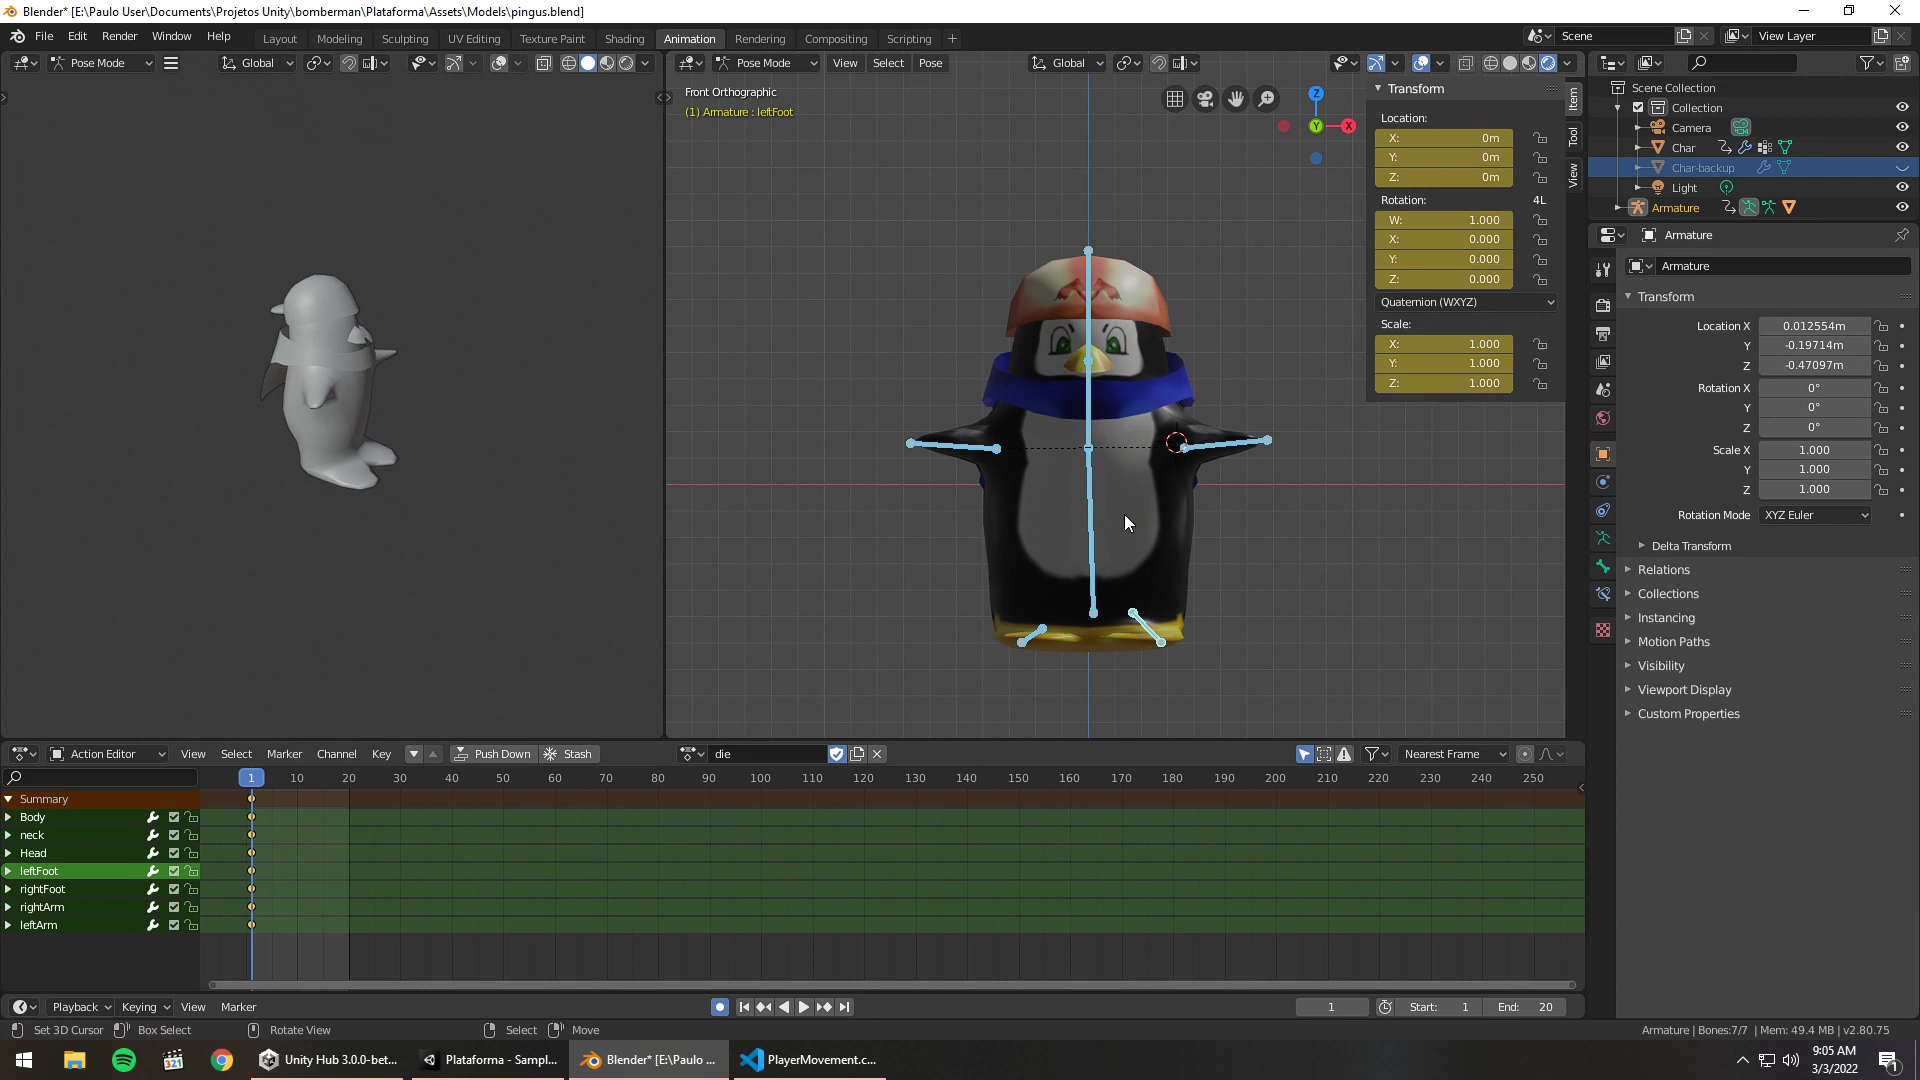 Blender* [E:\Paulo User\Documents\Projetos Unity\bomberman\Plataforma\Assets\Models\pingus.blend]
File Edit Render Window Help Layout Modeling Sculpting UV Editing Texture Paint Shading Animation Rendering Compositing Scripting + Scene View Layer
Pose Mode Global Pose Mode View Select Pose Global
Front Orthographic
(1) Armature : leftFoot
Z
Y
X
Transform
Location:
X: 0m
Y: 0m
Z: 0m
Rotation: 4L
W: 1.000
X: 0.000
Y: 0.000
Z: 0.000
Quaternion (WXYZ)
Scale:
X: 1.000
Y: 1.000
Z: 1.000
Item
Tool
View
Scene Collection
Collection
Camera
Char
Char-backup
Light
Armature
Armature
Armature
Transform
Location X 0.012554m
Y -0.19714m
Z -0.47097m
Rotation X 0°
Y 0°
Z 0°
Scale X 1.000
Y 1.000
Z 1.000
Rotation Mode XYZ Euler
Delta Transform
Relations
Collections
Instancing
Motion Paths
Visibility
Viewport Display
Custom Properties
Action Editor View Select Marker Channel Key Push Down Stash die Nearest Frame
1 10 20 30 40 50 60 70 80 90 100 110 120 130 140 150 160 170 180 190 200 210 220 230 240 250
Summary
Body
neck
Head
leftFoot
rightFoot
rightArm
leftArm
Playback Keying View Marker 1 Start: 1 End: 20
Set 3D Cursor Box Select Rotate View Select Move Armature | Bones:7/7 | Mem: 49.4 MB | v2.80.75
Unity Hub 3.0.0-bet... Plataforma - Sampl... Blender* [E:\Paulo ... PlayerMovement.c...
9:05 AM
3/3/2022
1